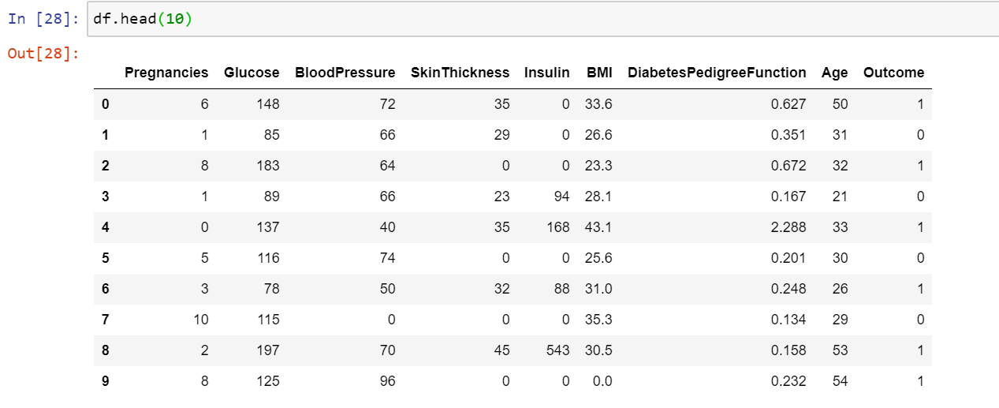 In [28]: df.head(10)
Out[28]:
Pregnancies Glucose BloodPressure SkinThickness Insulin BMI DiabetesPedigreeFunction Age Outcome
0 6 148 72 35 0 33.6 0.627 50 1
1 1 85 66 29 0 26.6 0.351 31 0
2 8 183 64 0 0 23.3 0.672 32 1
3 1 89 66 23 94 28.1 0.167 21 0
4 0 137 40 35 168 43.1 2.288 33 1
5 5 116 74 0 0 25.6 0.201 30 0
6 3 78 50 32 88 31.0 0.248 26 1
7 10 115 0 0 0 35.3 0.134 29 0
8 2 197 70 45 543 30.5 0.158 53 1
9 8 125 96 0 0 0.0 0.232 54 1